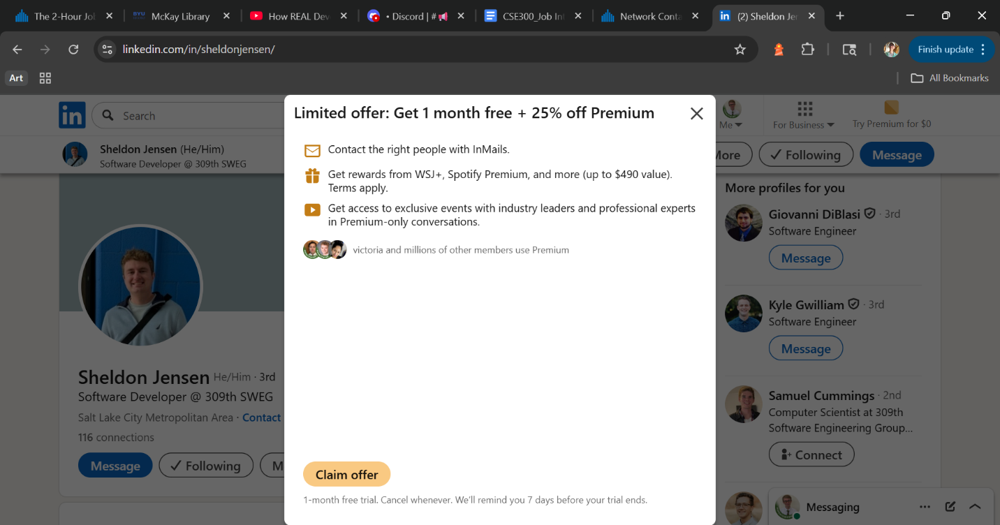 The 2-Hour Jo
BYU
McKay Library
How REAL Dev
• Discord | #
CSE300_Job In
Network Conta
(2) Sheldon Je
linkedin.com/in/sheldonjensen/
Finish update
Art
All Bookmarks
in
Search
Me
For Business
Try Premium for $0
Sheldon Jensen (He/Him)
Software Developer @ 309th SWEG
More
Following
Message
Limited offer: Get 1 month free + 25% off Premium
Contact the right people with InMails.
Get rewards from WSJ+, Spotify Premium, and more (up to $490 value).
Terms apply.
Get access to exclusive events with industry leaders and professional experts
in Premium-only conversations.
victoria and millions of other members use Premium
Claim offer
1-month free trial. Cancel whenever. We'll remind you 7 days before your trial ends.
Sheldon Jensen He/Him · 3rd
Software Developer @ 309th SWEG
Salt Lake City Metropolitan Area · Contact
116 connections
Message
Following
M
More profiles for you
Giovanni DiBlasi · 3rd
Software Engineer
Message
Kyle Gwilliam · 3rd
Software Engineer
Message
Samuel Cummings · 2nd
Computer Scientist at 309th
Software Engineering Group...
Connect
Messaging